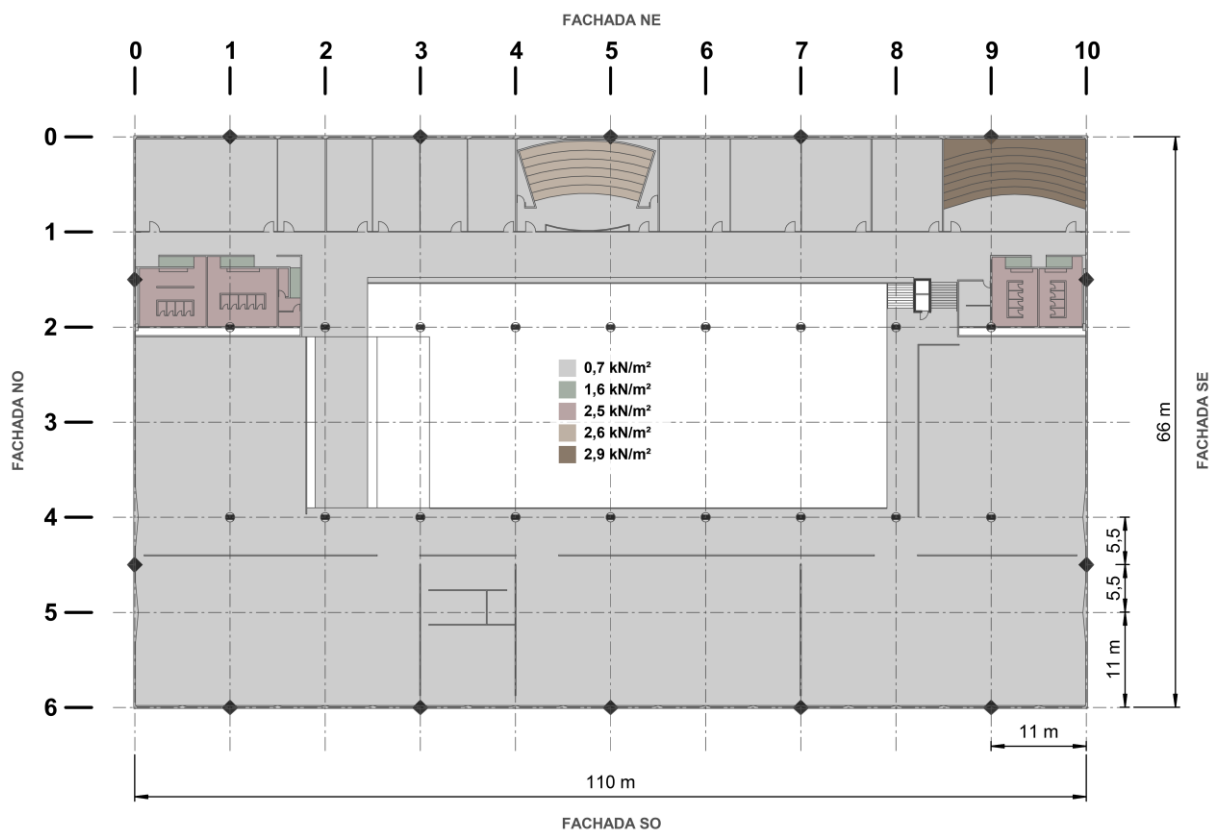 FACHADA NE
0 1 2 3 4 5 6 7 8 9 10
0
1
2
0,7 kN/m²
1,6 kN/m²
2,5 kN/m²
2,6 kN/m²
2,9 kN/m²
FACHADA NO
FACHADA SE
66 m
3
4
5,5
5,5
5
11 m
6
11 m
110 m
FACHADA SO